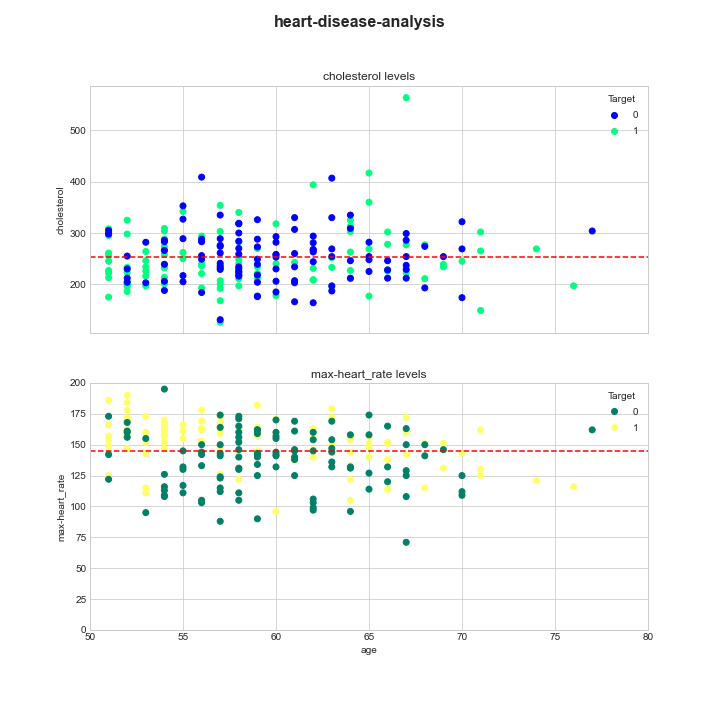 heart-disease-analysis
cholesterol levels
Target
0
1
500
400
300
200
cholesterol
max-heart_rate levels
Target
0
1
200
175
150
125
100
75
50
25
0
max-heart_rate
50 55 60 65 70 75 80
age